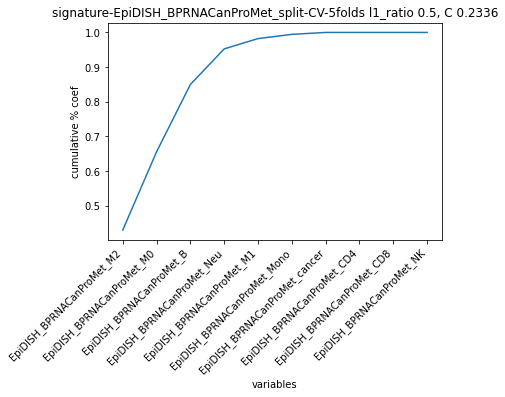 signature-EpiDISH_BPRNACanProMet_split-CV-5folds l1_ratio 0.5, C 0.2336
1.0
0.9
0.8
0.7
0.6
0.5
cumulative % coef
EpiDISH_BPRNACanProMet_M2
EpiDISH_BPRNACanProMet_M0
EpiDISH_BPRNACanProMet_B
EpiDISH_BPRNACanProMet_Neu
EpiDISH_BPRNACanProMet_M1
EpiDISH_BPRNACanProMet_Mono
EpiDISH_BPRNACanProMet_cancer
EpiDISH_BPRNACanProMet_CD4
EpiDISH_BPRNACanProMet_CD8
EpiDISH_BPRNACanProMet_NK
variables